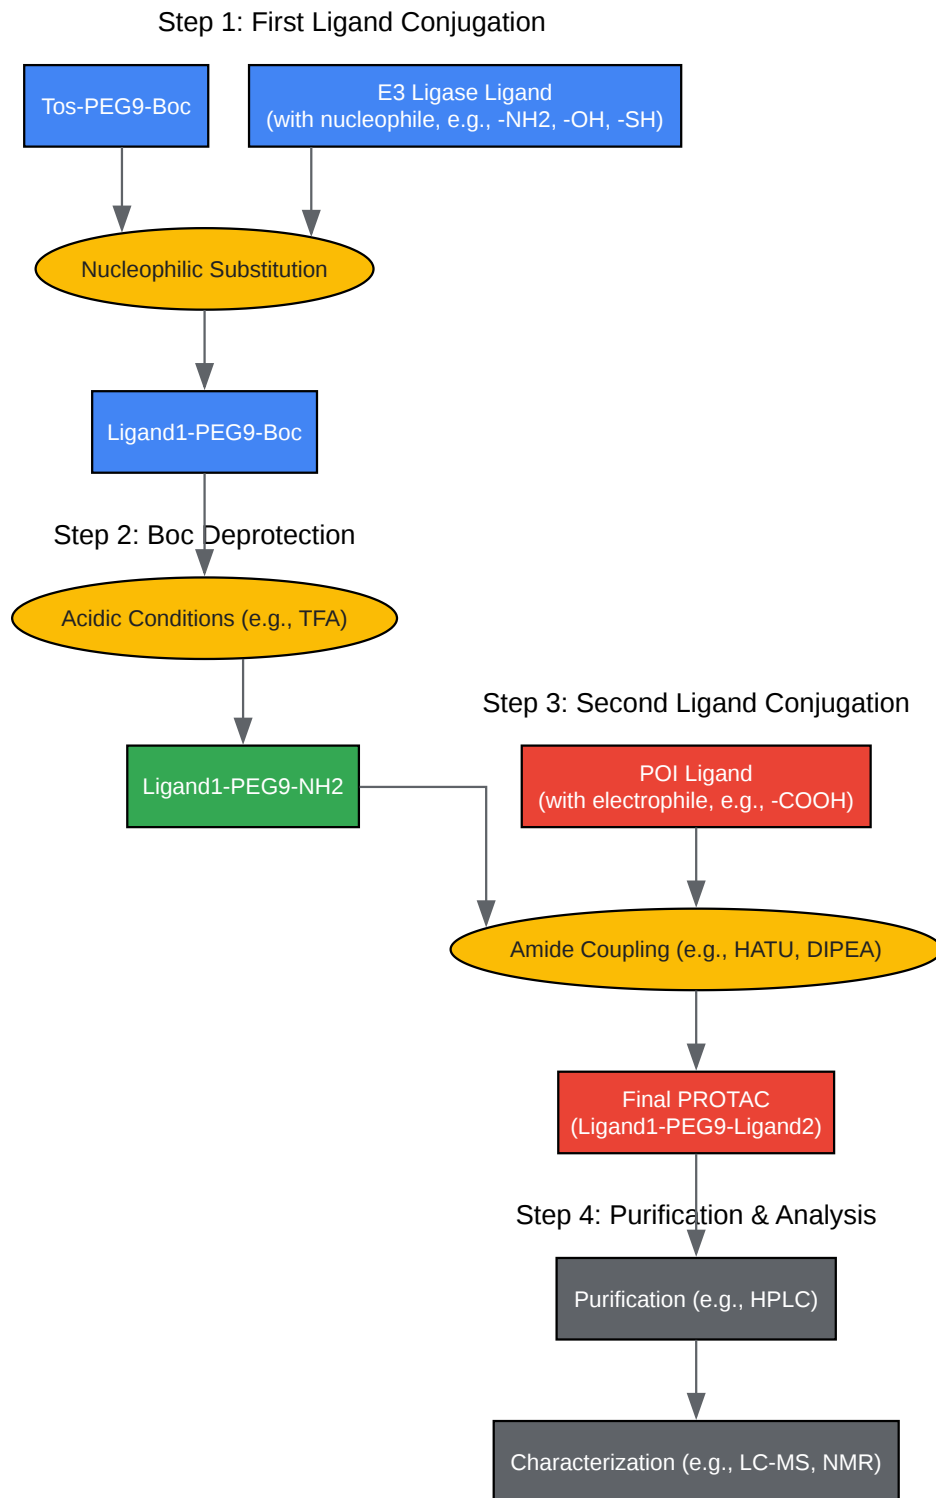 Step 1: First Ligand Conjugation
Tos-PEG9-Boc
E3 Ligase Ligand
(with nucleophile, e.g., -NH2, -OH, -SH)
Nucleophilic Substitution
Ligand1-PEG9-Boc
Step 2: Boc Deprotection
Acidic Conditions (e.g., TFA)
Step 3: Second Ligand Conjugation
Ligand1-PEG9-NH2
POI Ligand
(with electrophile, e.g., -COOH)
Amide Coupling (e.g., HATU, DIPEA)
Final PROTAC
(Ligand1-PEG9-Ligand2)
Step 4: Purification & Analysis
Purification (e.g., HPLC)
Characterization (e.g., LC-MS, NMR)